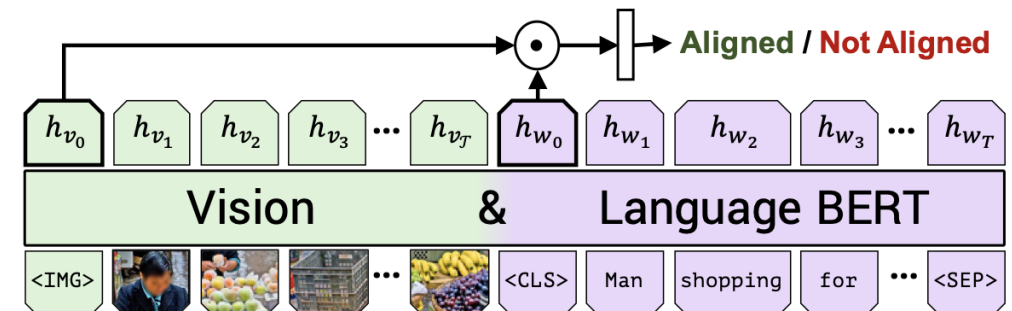 Aligned / Not Aligned
h_{v_0} h_{v_1} h_{v_2} h_{v_3} ••• h_{v_𝒯} h_{w_0} h_{w_1} h_{w_2} h_{w_3} ••• h_{w_T}
Vision & Language BERT
<IMG> ••• <CLS> Man shopping for ••• <SEP>